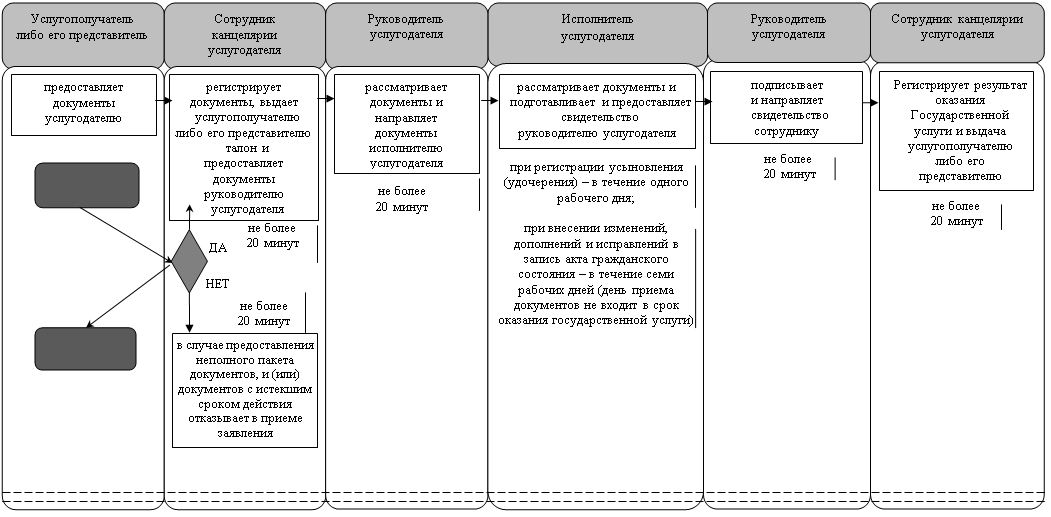 Услугополучатель
либо его представитель
Сотрудник
канцелярии
услугодателя
Руководитель
услугодателя
Исполнитель
услугодателя
Руководитель
услугодателя
Сотрудник канцелярии
услугодателя
предоставляет
документы
услугодателю
регистрирует
документы, выдает
услугополучателю
либо его представителю
талон и
предоставляет
документы
руководителю
услугодателя
не более
20 минут
ДА
НЕТ
не более
20 минут
в случае предоставления
неполного пакета
документов, и (или)
документов с истекшим
сроком действия
отказывает в приеме
заявления
рассматривает
документы и
направляет
документы
исполнителю
услугодателя
не более
20 минут
рассматривает документы и
подготавливает и предоставляет
свидетельство
руководителю услугодателя
при регистрации усыновления
(удочерения) – в течение одного
рабочего дня;
при внесении изменений,
дополнений и исправлений в
запись акта гражданского
состояния – в течение семи
рабочих дней (день приема
документов не входит в срок
оказания государственной услуги)
подписывает
и направляет
свидетельство
сотруднику
не более
20 минут
Регистрирует результат
оказания
Государственной
услуги и выдача
услугополучателю
либо его
представителю
не более
20 минут